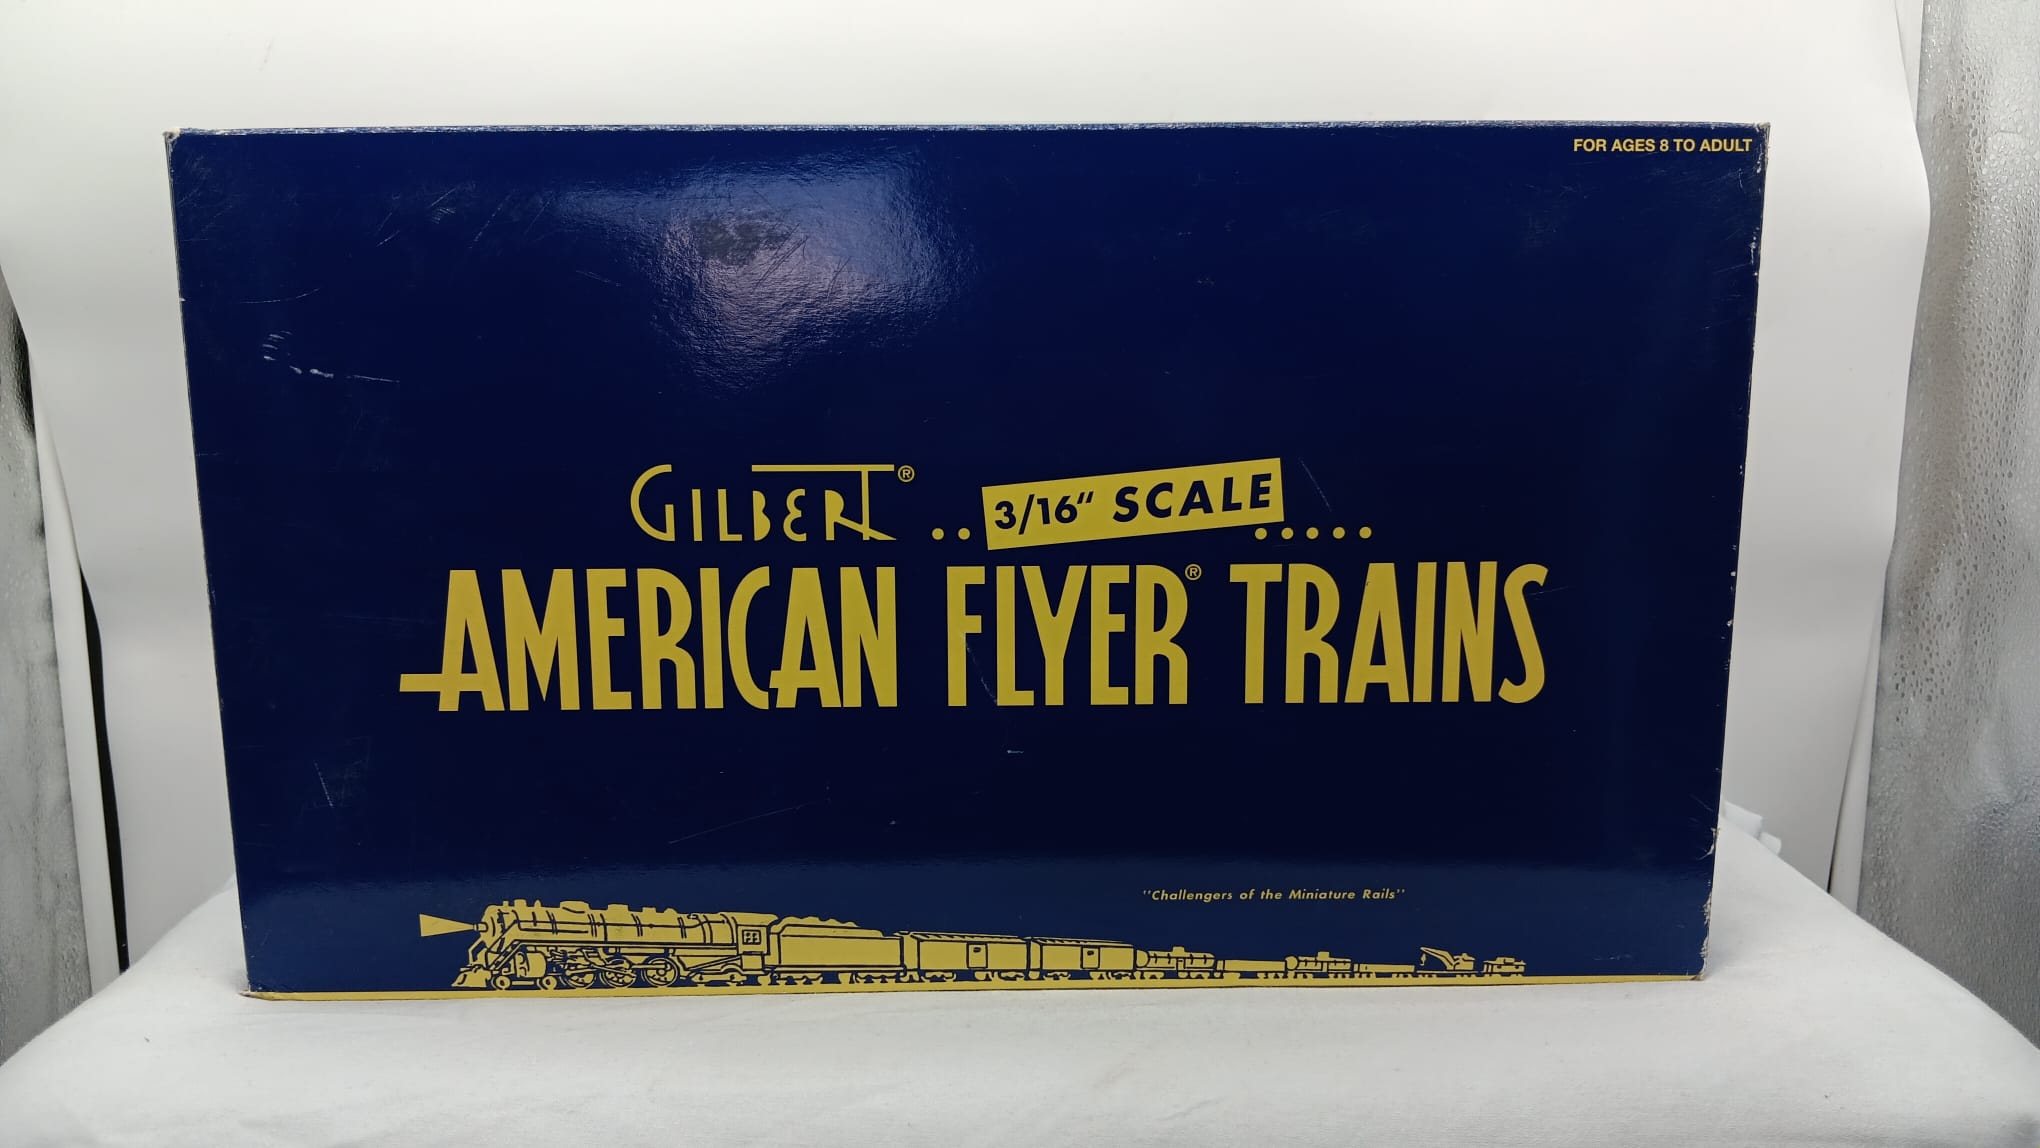 FOR AGES 8 TO ADULT
GILBERT® .. 3/16" SCALE .....
AMERICAN FLYER® TRAINS
"Challengers of the Miniature Rails"